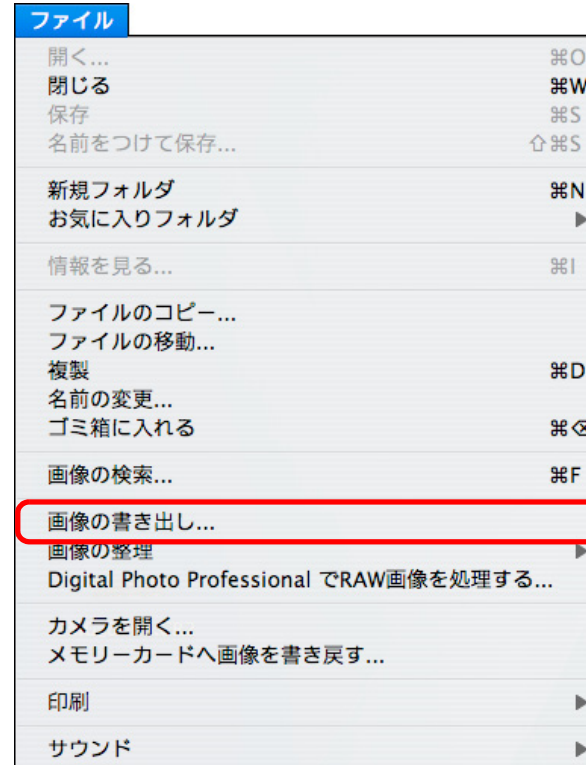 ファイル
開く... ⌘O
閉じる ⌘W
保存 ⌘S
名前をつけて保存... ⇧⌘S
新規フォルダ ⌘N
お気に入りフォルダ ▶
情報を見る... ⌘I
ファイルのコピー...
ファイルの移動...
複製 ⌘D
名前の変更...
ゴミ箱に入れる ⌘⌫
画像の検索... ⌘F
画像の書き出し...
画像の整理 ▶
Digital Photo Professional でRAW画像を処理する...
カメラを開く...
メモリーカードへ画像を書き戻す...
印刷 ▶
サウンド ▶